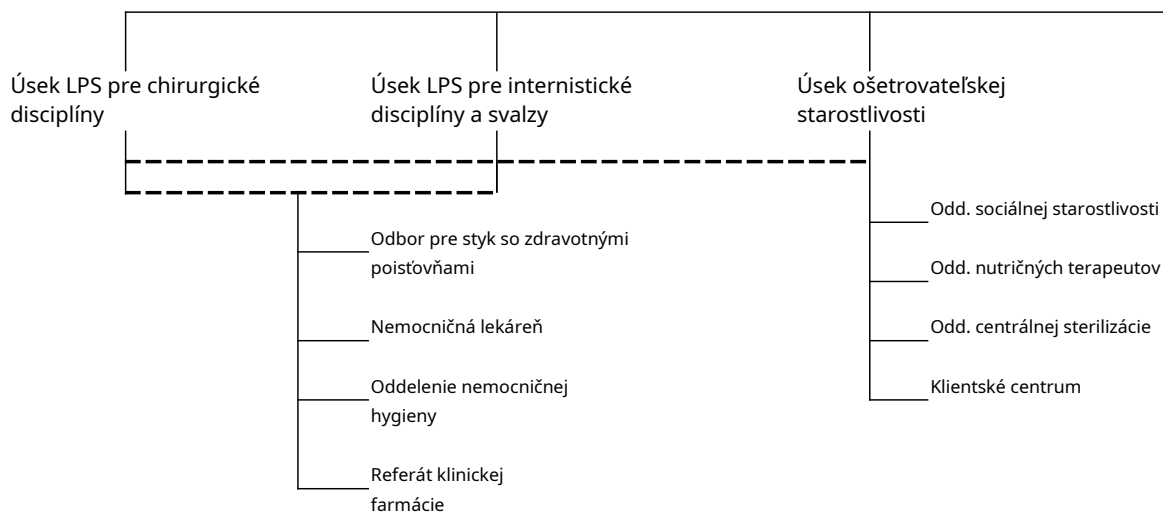 Úsek LPS pre chirurgické
disciplíny
Úsek LPS pre internistické
disciplíny a svalzy
Úsek ošetrovateľskej
starostlivosti
Odbor pre styk so zdravotnými
poisťovňami
Nemocničná lekáreň
Oddelenie nemocničnej
hygieny
Referát klinickej
farmácie
Odd. sociálnej starostlivosti
Odd. nutričných terapeutov
Odd. centrálnej sterilizácie
Klientské centrum